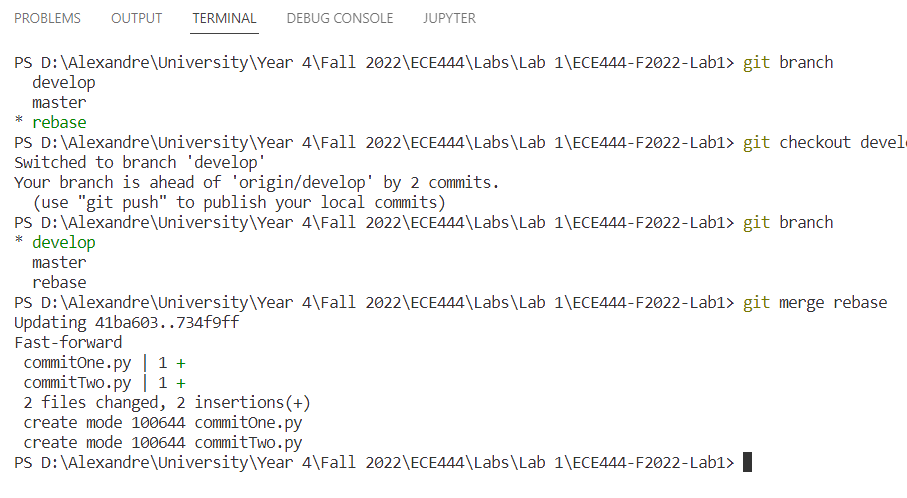 PROBLEMS OUTPUT TERMINAL DEBUG CONSOLE JUPYTER
PS D:\Alexandre\University\Year 4\Fall 2022\ECE444\Labs\Lab 1\ECE444-F2022-Lab1> git branch
  develop
  master
* rebase
PS D:\Alexandre\University\Year 4\Fall 2022\ECE444\Labs\Lab 1\ECE444-F2022-Lab1> git checkout devel
Switched to branch 'develop'
Your branch is ahead of 'origin/develop' by 2 commits.
  (use "git push" to publish your local commits)
PS D:\Alexandre\University\Year 4\Fall 2022\ECE444\Labs\Lab 1\ECE444-F2022-Lab1> git branch
* develop
  master
  rebase
PS D:\Alexandre\University\Year 4\Fall 2022\ECE444\Labs\Lab 1\ECE444-F2022-Lab1> git merge rebase
Updating 41ba603..734f9ff
Fast-forward
 commitOne.py | 1 +
 commitTwo.py | 1 +
 2 files changed, 2 insertions(+)
 create mode 100644 commitOne.py
 create mode 100644 commitTwo.py
PS D:\Alexandre\University\Year 4\Fall 2022\ECE444\Labs\Lab 1\ECE444-F2022-Lab1>